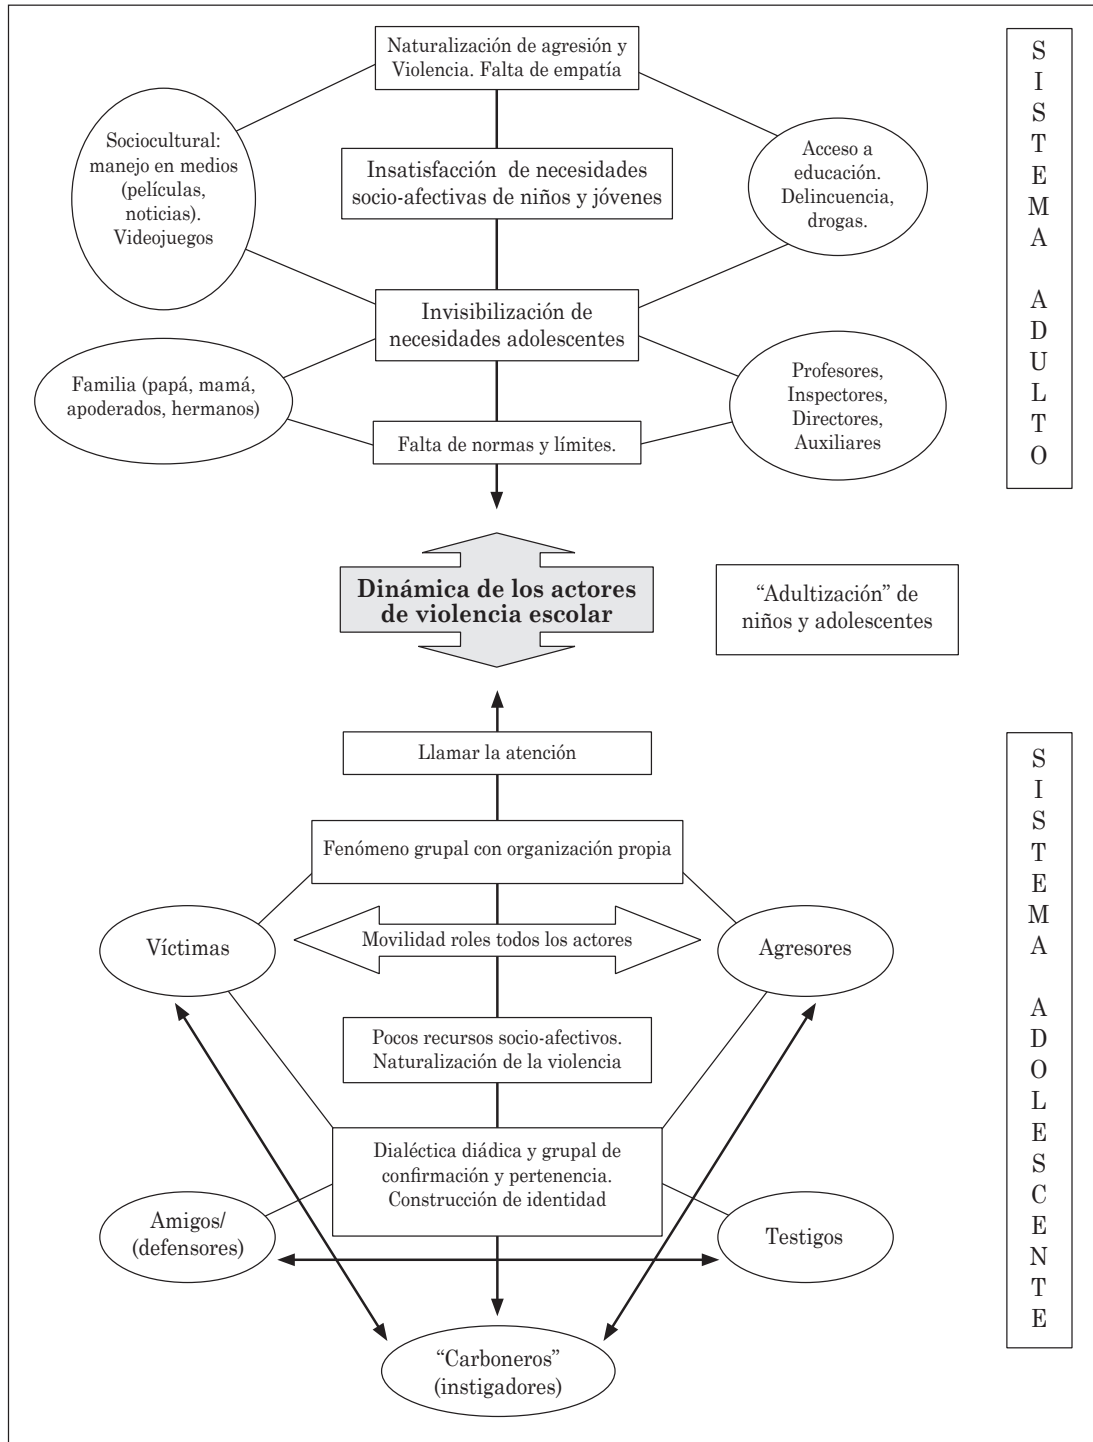 Naturalización de agresión y
Violencia. Falta de empatía
Sociocultural:
manejo en medios
(películas,
noticias).
Videojuegos
Insatisfacción de necesidades
socio-afectivas de niños y jóvenes
Acceso a
educación.
Delincuencia,
drogas.
Invisibilización de
necesidades adolescentes
Familia (papá, mamá,
apoderados, hermanos)
Profesores,
Inspectores,
Directores,
Auxiliares
Falta de normas y límites.
SISTEMA ADULTO
Dinámica de los actores
de violencia escolar
“Adultización” de
niños y adolescentes
Llamar la atención
Fenómeno grupal con organización propia
Víctimas
Movilidad roles todos los actores
Agresores
Pocos recursos socio-afectivos.
Naturalización de la violencia
Dialéctica diádica y grupal de
confirmación y pertenencia.
Construcción de identidad
Amigos/
(defensores)
Testigos
“Carboneros”
(instigadores)
SISTEMA ADOLESCENTE